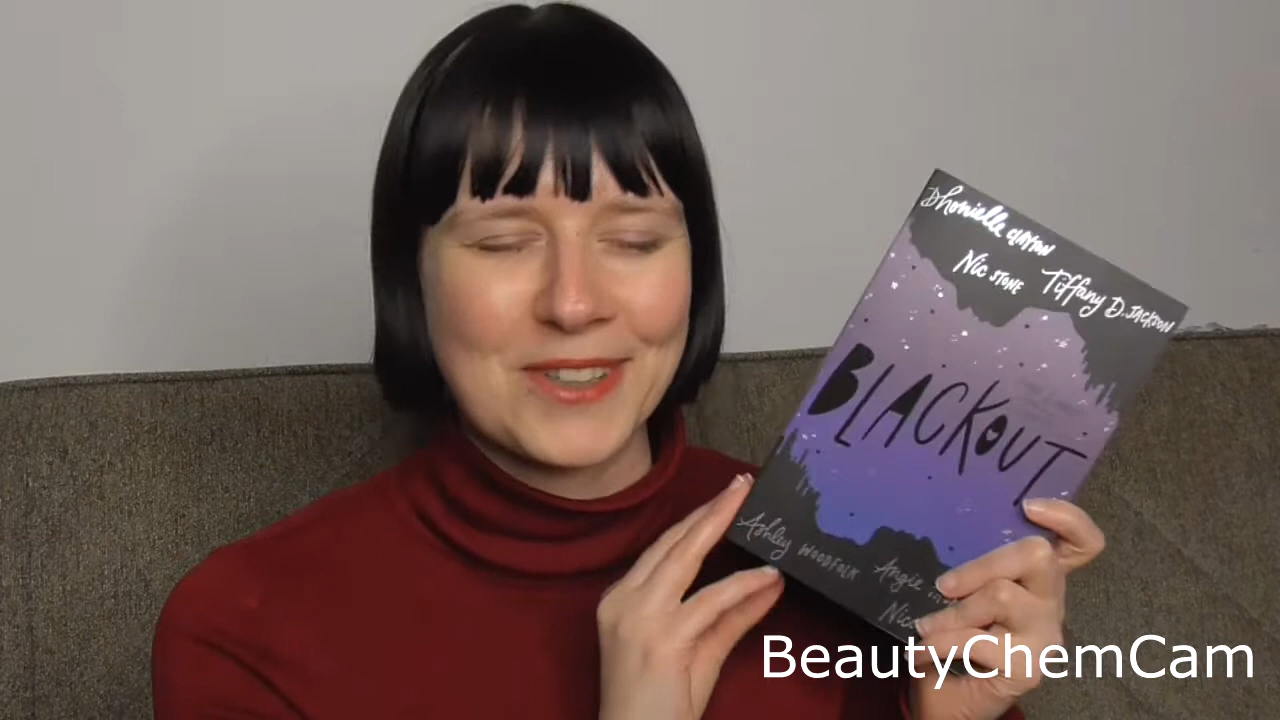 Dhonielle CLAYTON
Nic STONE
Tiffany D. JACKSON
BLACKOUT
Ashley WOODFOLK
Angie
BeautyChemCam